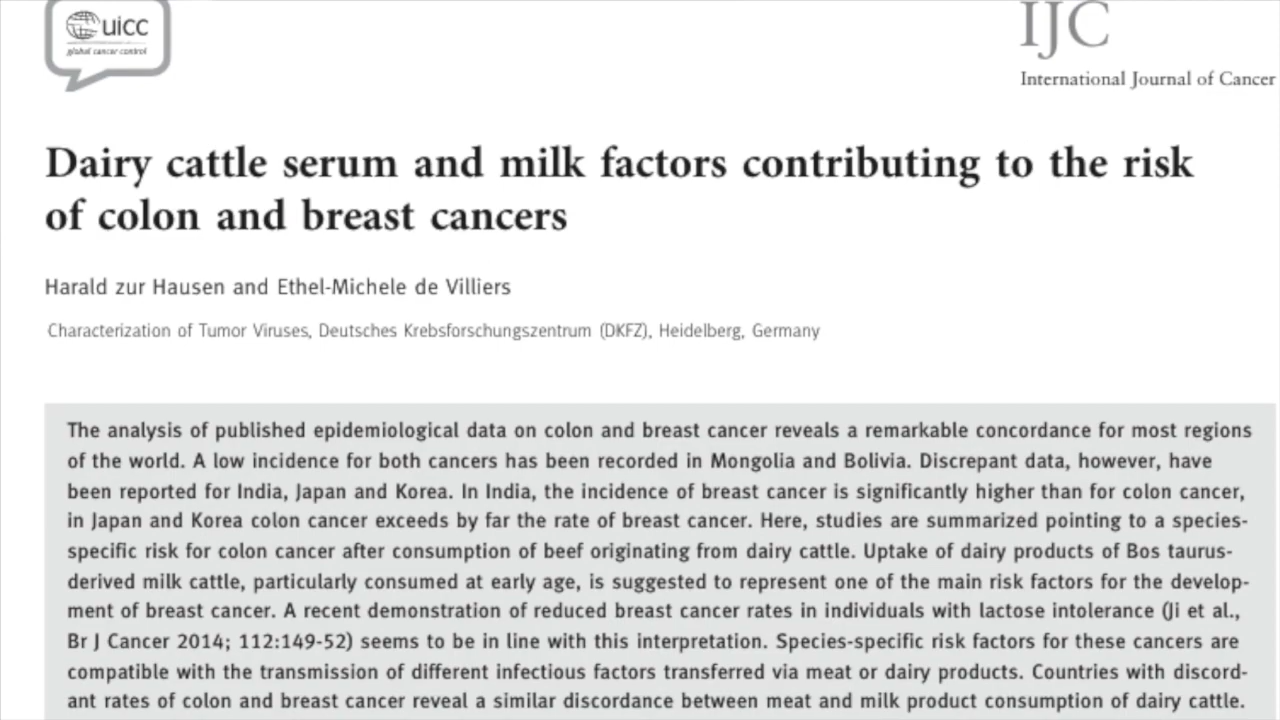 uicc
global cancer control
IJC
International Journal of Cancer
Dairy cattle serum and milk factors contributing to the risk
of colon and breast cancers
Harald zur Hausen and Ethel-Michele de Villiers
Characterization of Tumor Viruses, Deutsches Krebsforschungszentrum (DKFZ), Heidelberg, Germany
The analysis of published epidemiological data on colon and breast cancer reveals a remarkable concordance for most regions
of the world. A low incidence for both cancers has been recorded in Mongolia and Bolivia. Discrepant data, however, have
been reported for India, Japan and Korea. In India, the incidence of breast cancer is significantly higher than for colon cancer,
in Japan and Korea colon cancer exceeds by far the rate of breast cancer. Here, studies are summarized pointing to a species-
specific risk for colon cancer after consumption of beef originating from dairy cattle. Uptake of dairy products of Bos taurus-
derived milk cattle, particularly consumed at early age, is suggested to represent one of the main risk factors for the develop-
ment of breast cancer. A recent demonstration of reduced breast cancer rates in individuals with lactose intolerance (Ji et al.,
Br J Cancer 2014; 112:149-52) seems to be in line with this interpretation. Species-specific risk factors for these cancers are
compatible with the transmission of different infectious factors transferred via meat or dairy products. Countries with discord-
ant rates of colon and breast cancer reveal a similar discordance between meat and milk product consumption of dairy cattle.